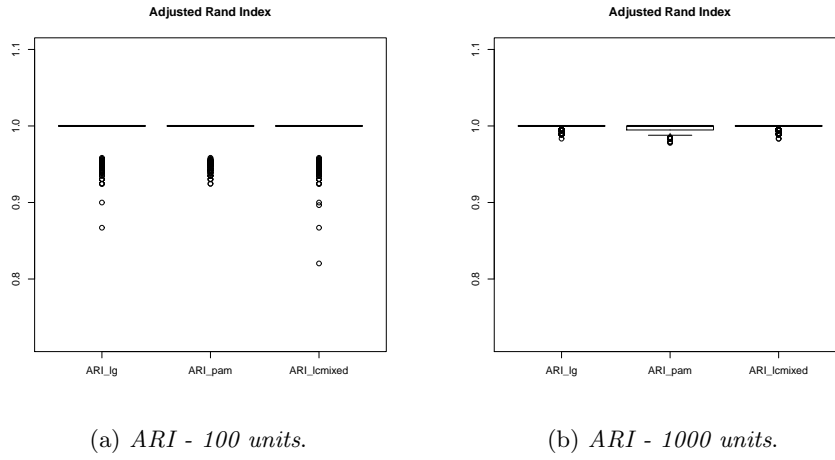 Adjusted Rand Index
1.1
1.0
0.9
0.8
ARI_lg
ARI_pam
ARI_lcmixed
(a) ARI - 100 units.
Adjusted Rand Index
1.1
1.0
0.9
0.8
ARI_lg
ARI_pam
ARI_lcmixed
(b) ARI - 1000 units.